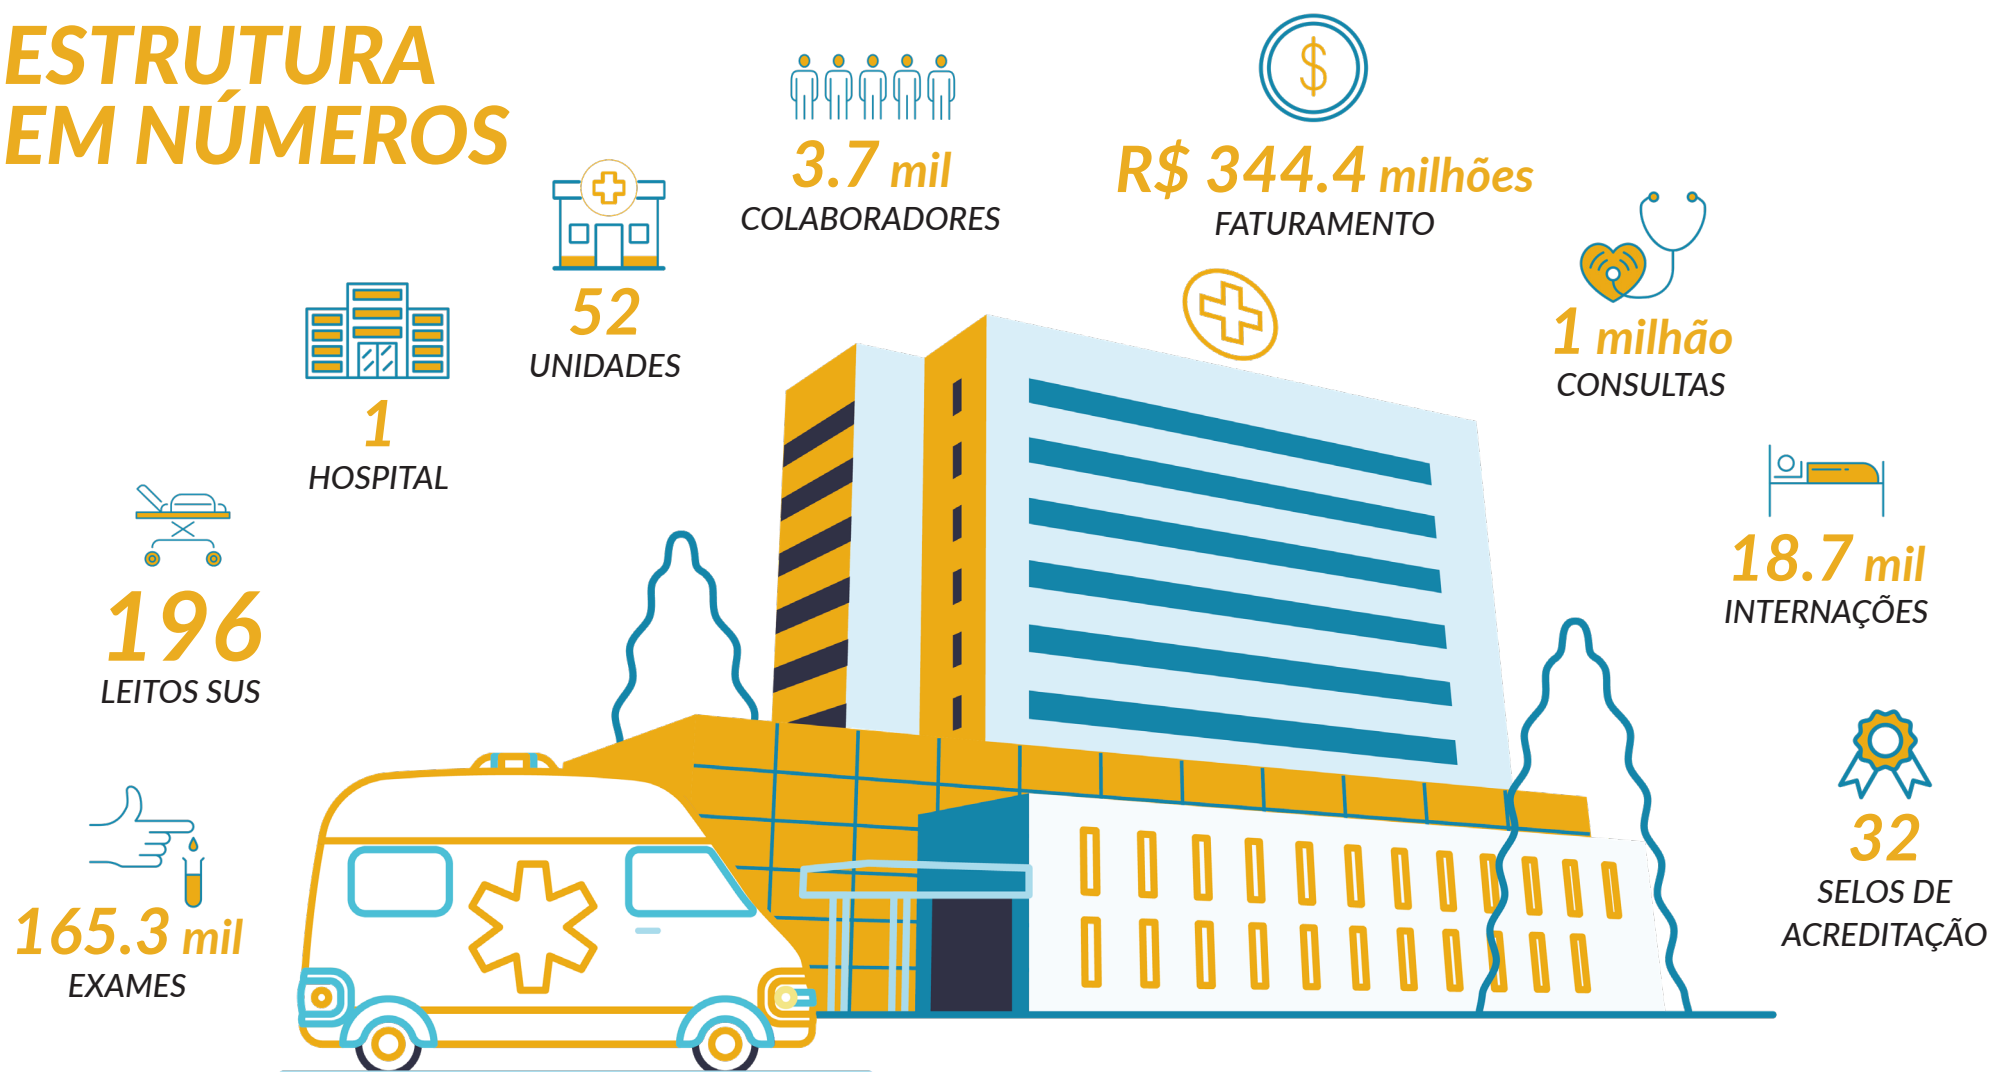 ESTRUTURA
EM NÚMEROS
3.7 mil
COLABORADORES
R$ 344.4 milhões
FATURAMENTO
52
UNIDADES
1 milhão
CONSULTAS
1
HOSPITAL
18.7 mil
INTERNAÇÕES
196
LEITOS SUS
32
SELOS DE
ACREDITAÇÃO
165.3 mil
EXAMES